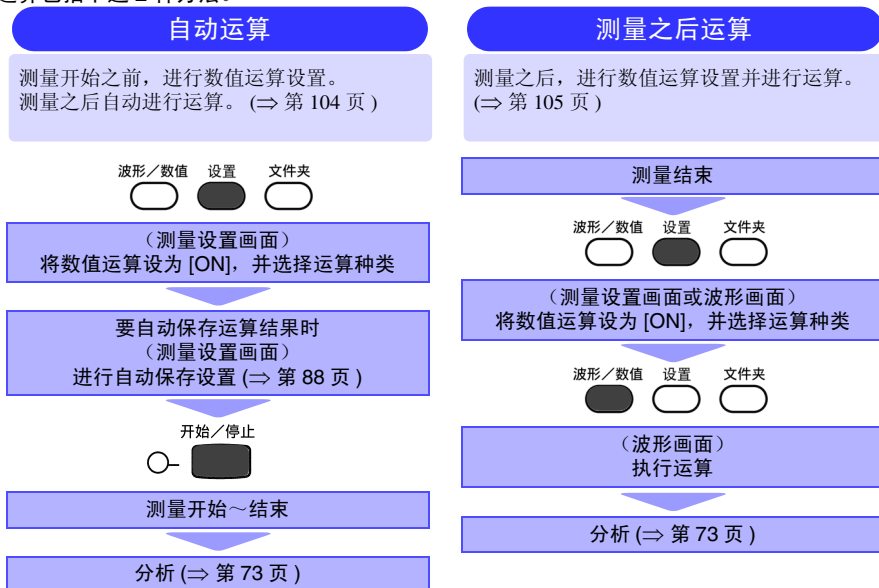 自动运算
测量开始之前，进行数值运算设置。
测量之后自动进行运算。 (⇒ 第 104 页 )
波形／数值 设置 文件夹
（测量设置画面）
将数值运算设为 [ON]，并选择运算种类
要自动保存运算结果时
（测量设置画面）
进行自动保存设置 (⇒ 第 88 页 )
开始／停止
测量开始～结束
分析 (⇒ 第 73 页 )
测量之后运算
测量之后，进行数值运算设置并进行运算。
(⇒ 第 105 页 )
测量结束
波形／数值 设置 文件夹
（测量设置画面或波形画面）
将数值运算设为 [ON]，并选择运算种类
波形／数值 设置 文件夹
（波形画面）
执行运算
分析 (⇒ 第 73 页 )